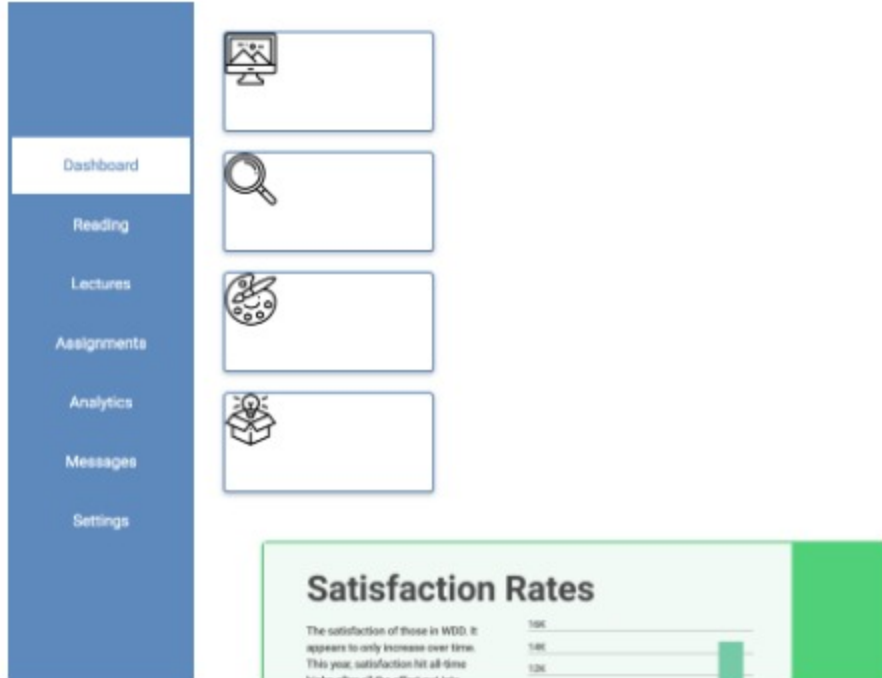 Dashboard
Reading
Lectures
Assignments
Analytics
Messages
Settings
Satisfaction Rates
The satisfaction of those in WDD. It
appears to only increase over time.
This year, satisfaction hit all-time
16K
14K
12K